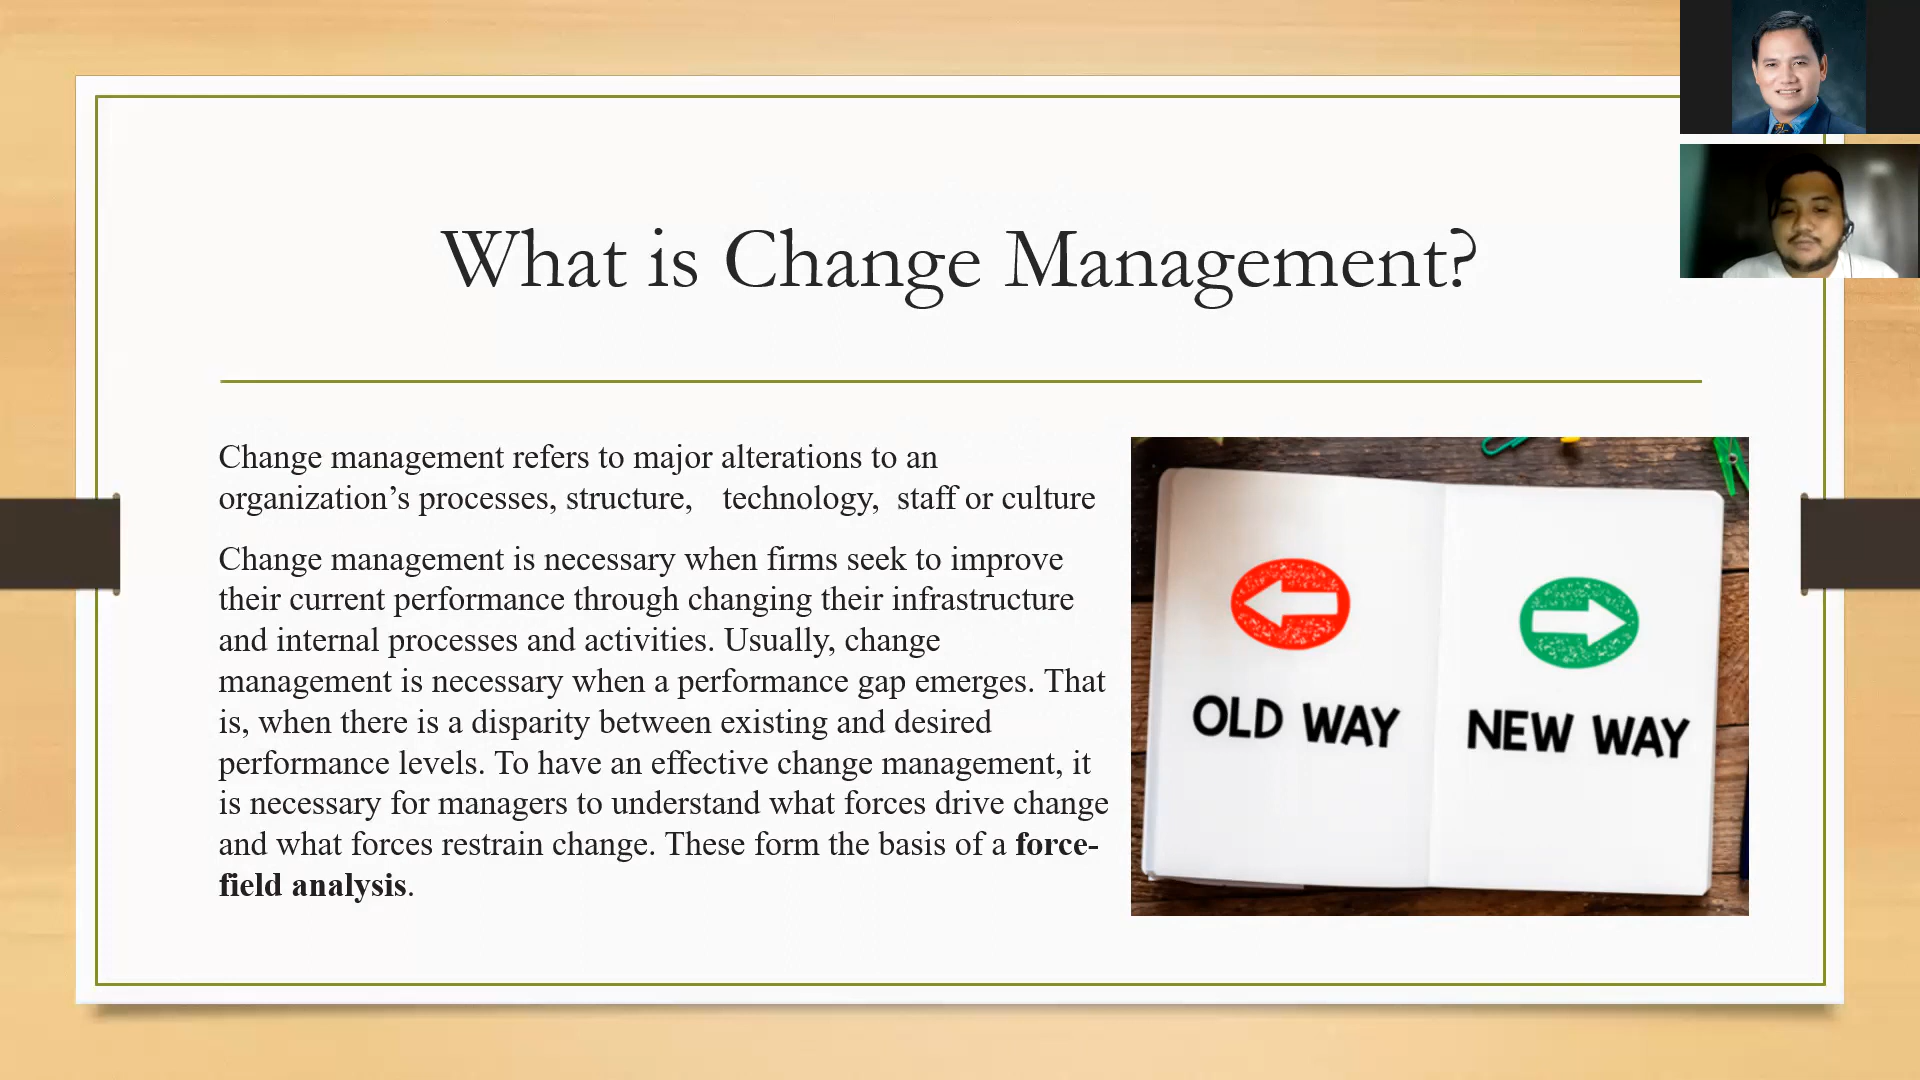 What is Change Management?
Change management refers to major alterations to an
organization’s processes, structure, technology, staff or culture
Change management is necessary when firms seek to improve
their current performance through changing their infrastructure
and internal processes and activities. Usually, change
management is necessary when a performance gap emerges. That
is, when there is a disparity between existing and desired
performance levels. To have an effective change management, it
is necessary for managers to understand what forces drive change
and what forces restrain change. These form the basis of a force-
field analysis.
OLD WAY
NEW WAY